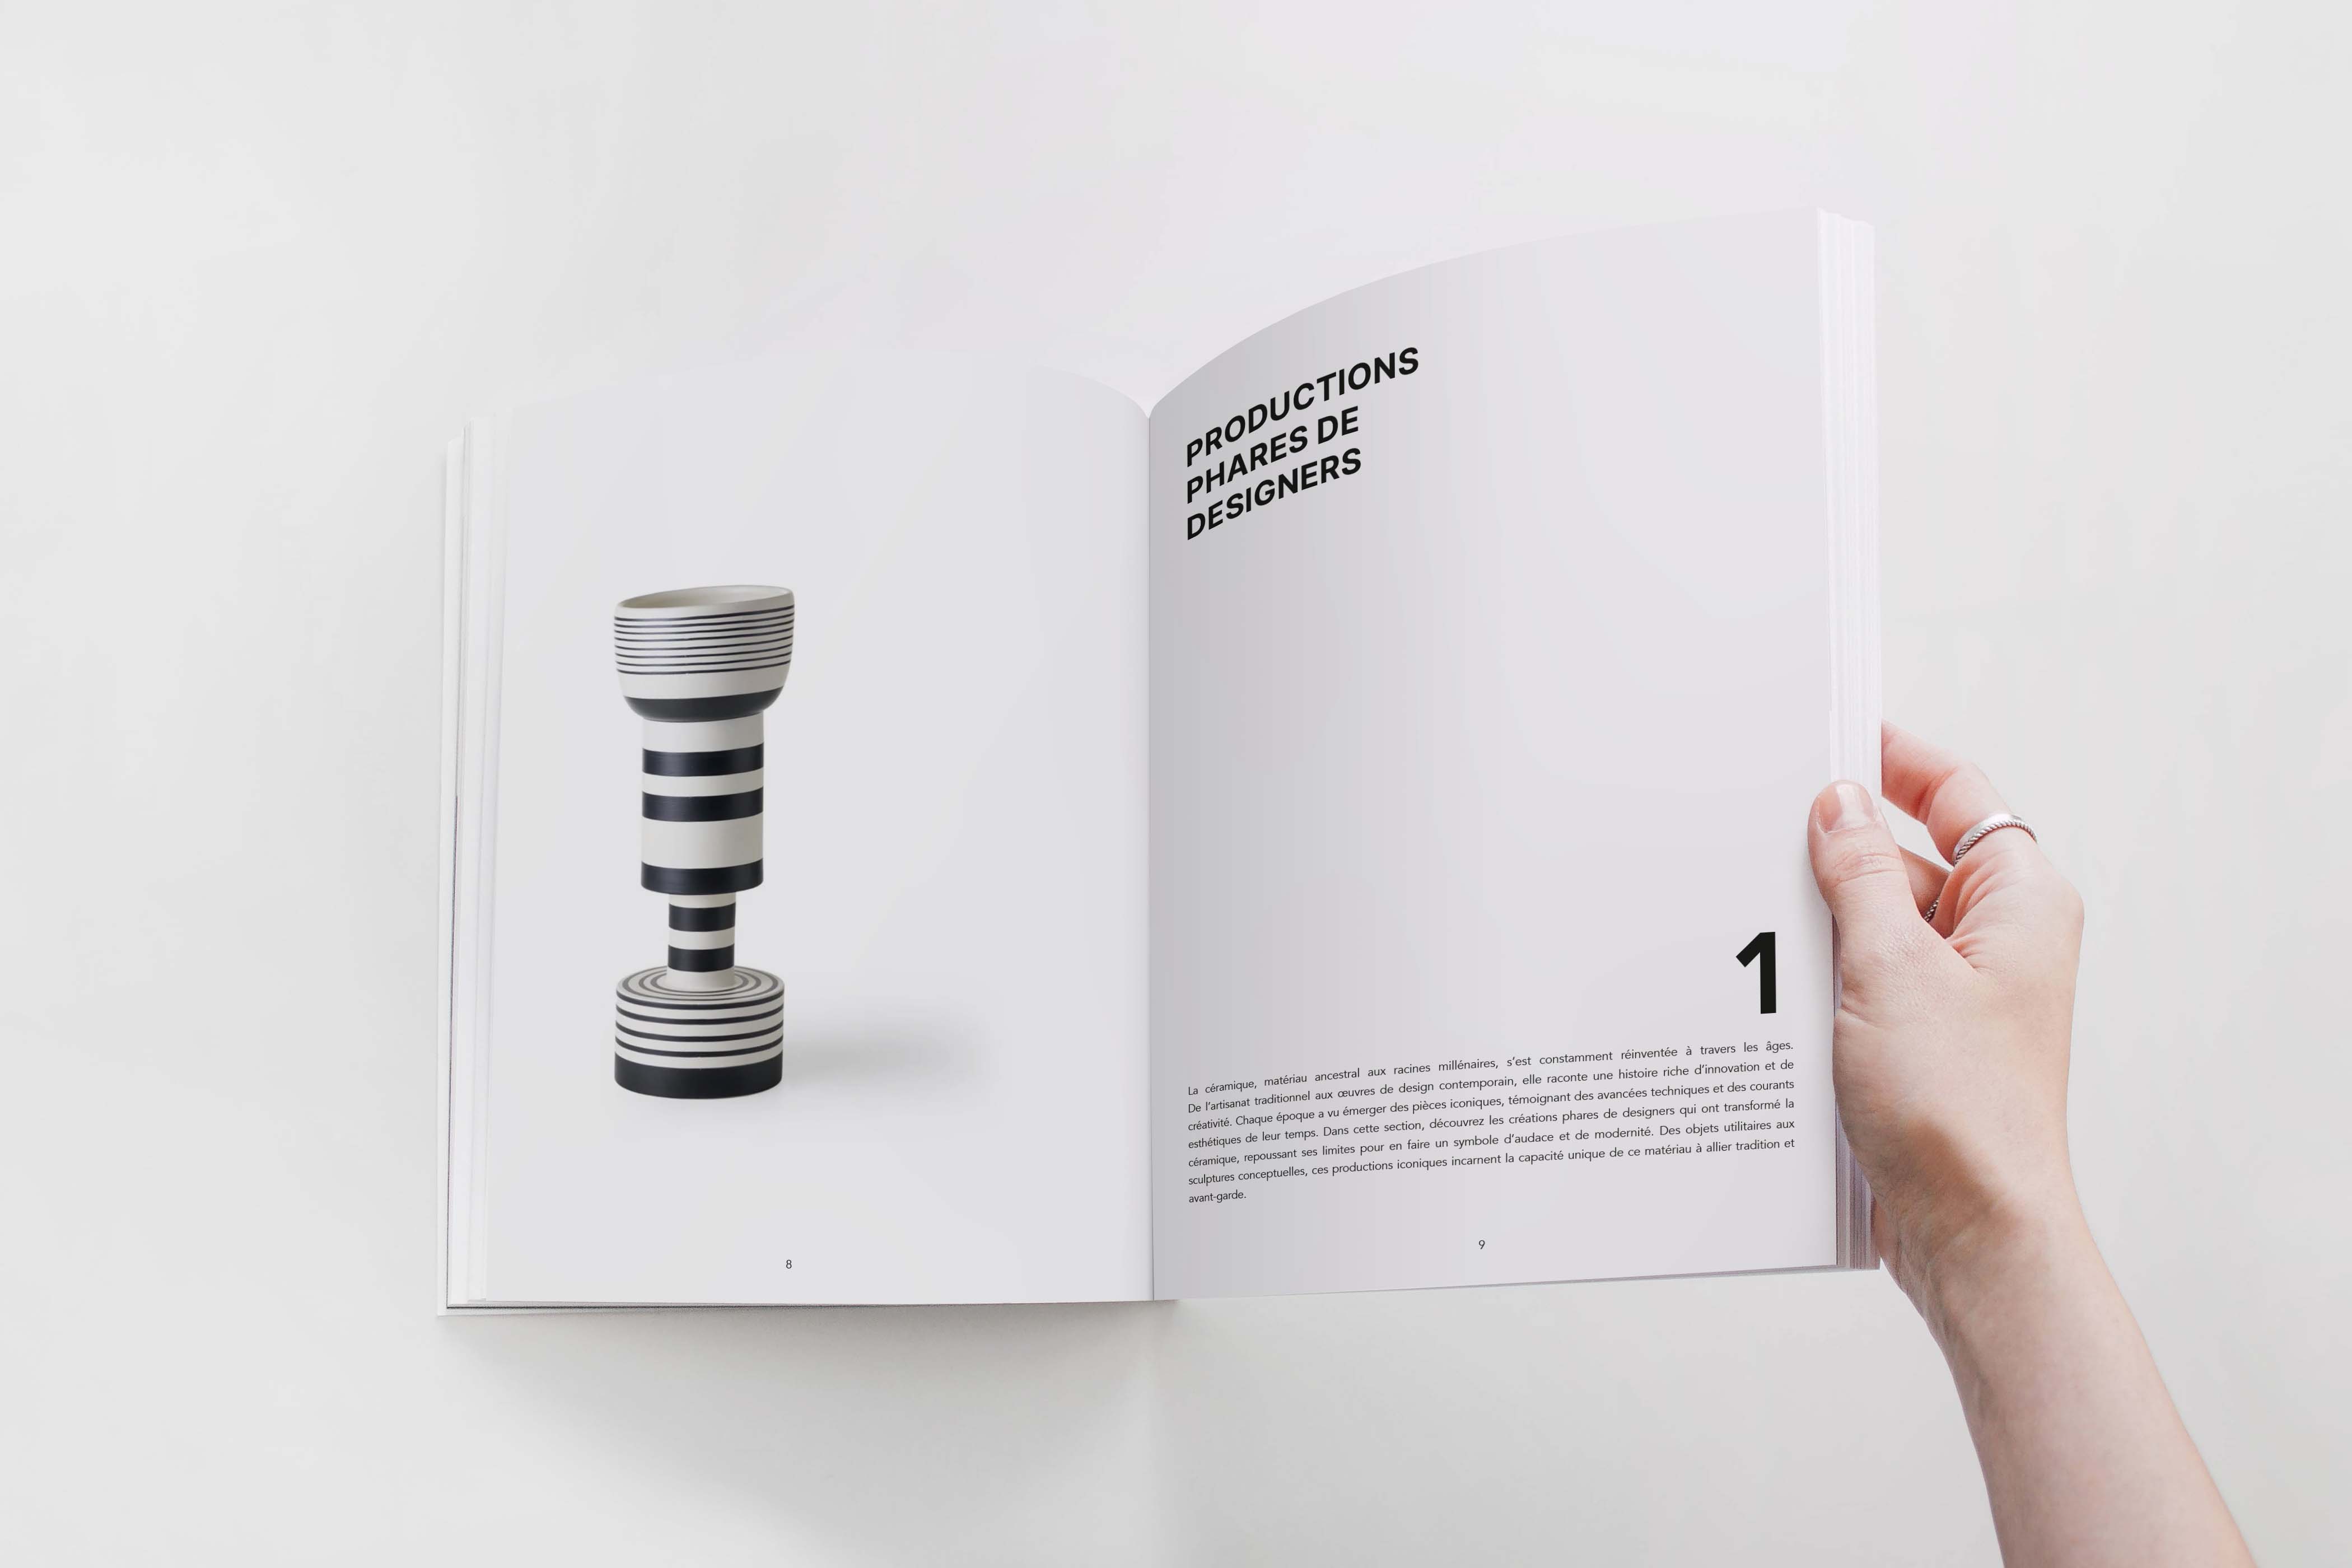 8
PRODUCTIONS
PHARES DE
DESIGNERS
1
La céramique, matériau ancestral aux racines millénaires, s’est constamment réinventée à travers les âges.
De l’artisanat traditionnel aux œuvres de design contemporain, elle raconte une histoire riche d’innovation et de
créativité. Chaque époque a vu émerger des pièces iconiques, témoignant des avancées techniques et des courants
esthétiques de leur temps. Dans cette section, découvrez les créations phares de designers qui ont transformé la
céramique, repoussant ses limites pour en faire un symbole d’audace et de modernité. Des objets utilitaires aux
sculptures conceptuelles, ces productions iconiques incarnent la capacité unique de ce matériau à allier tradition et
avant-garde.
9